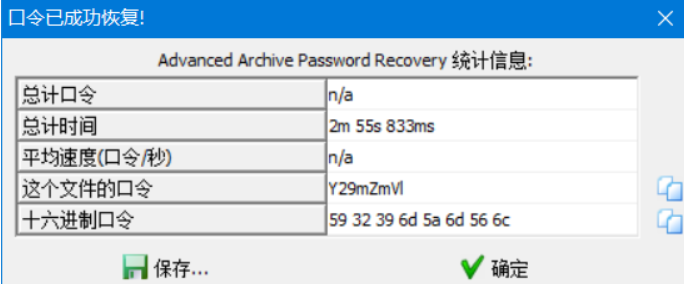 口令已成功恢复!
Advanced Archive Password Recovery 统计信息:
总计口令 n/a
总计时间 2m 55s 833ms
平均速度(口令/秒) n/a
这个文件的口令 Y29mZmVl
十六进制口令 59 32 39 6d 5a 6d 56 6c
保存... 确定